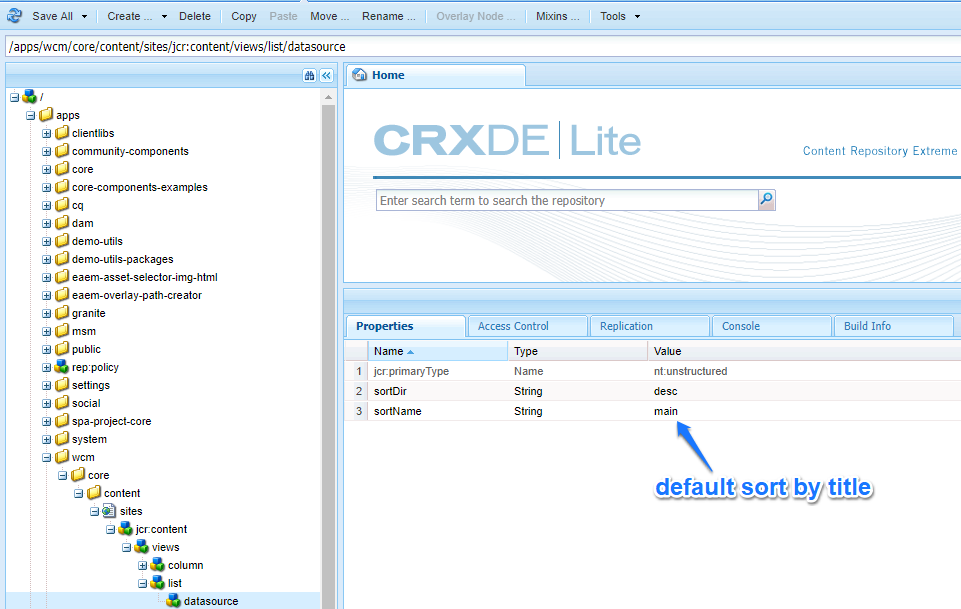 Save All Create ... Delete Copy Paste Move ... Rename ... Overlay Node ... Mixins ... Tools
/apps/wcm/core/content/sites/jcr:content/views/list/datasource
Home
/
apps
clientlibs
community-components
core
core-components-examples
cq
dam
demo-utils
demo-utils-packages
eaem-asset-selector-img-html
eaem-overlay-path-creator
granite
msm
public
rep:policy
settings
social
spa-project-core
system
wcm
core
content
sites
jcr:content
views
column
list
datasource
CRXDE | Lite
Content Repository Extreme
Enter search term to search the repository
Properties Access Control Replication Console Build Info
Name Type Value
1 jcr:primaryType Name nt:unstructured
2 sortDir String desc
3 sortName String main
default sort by title